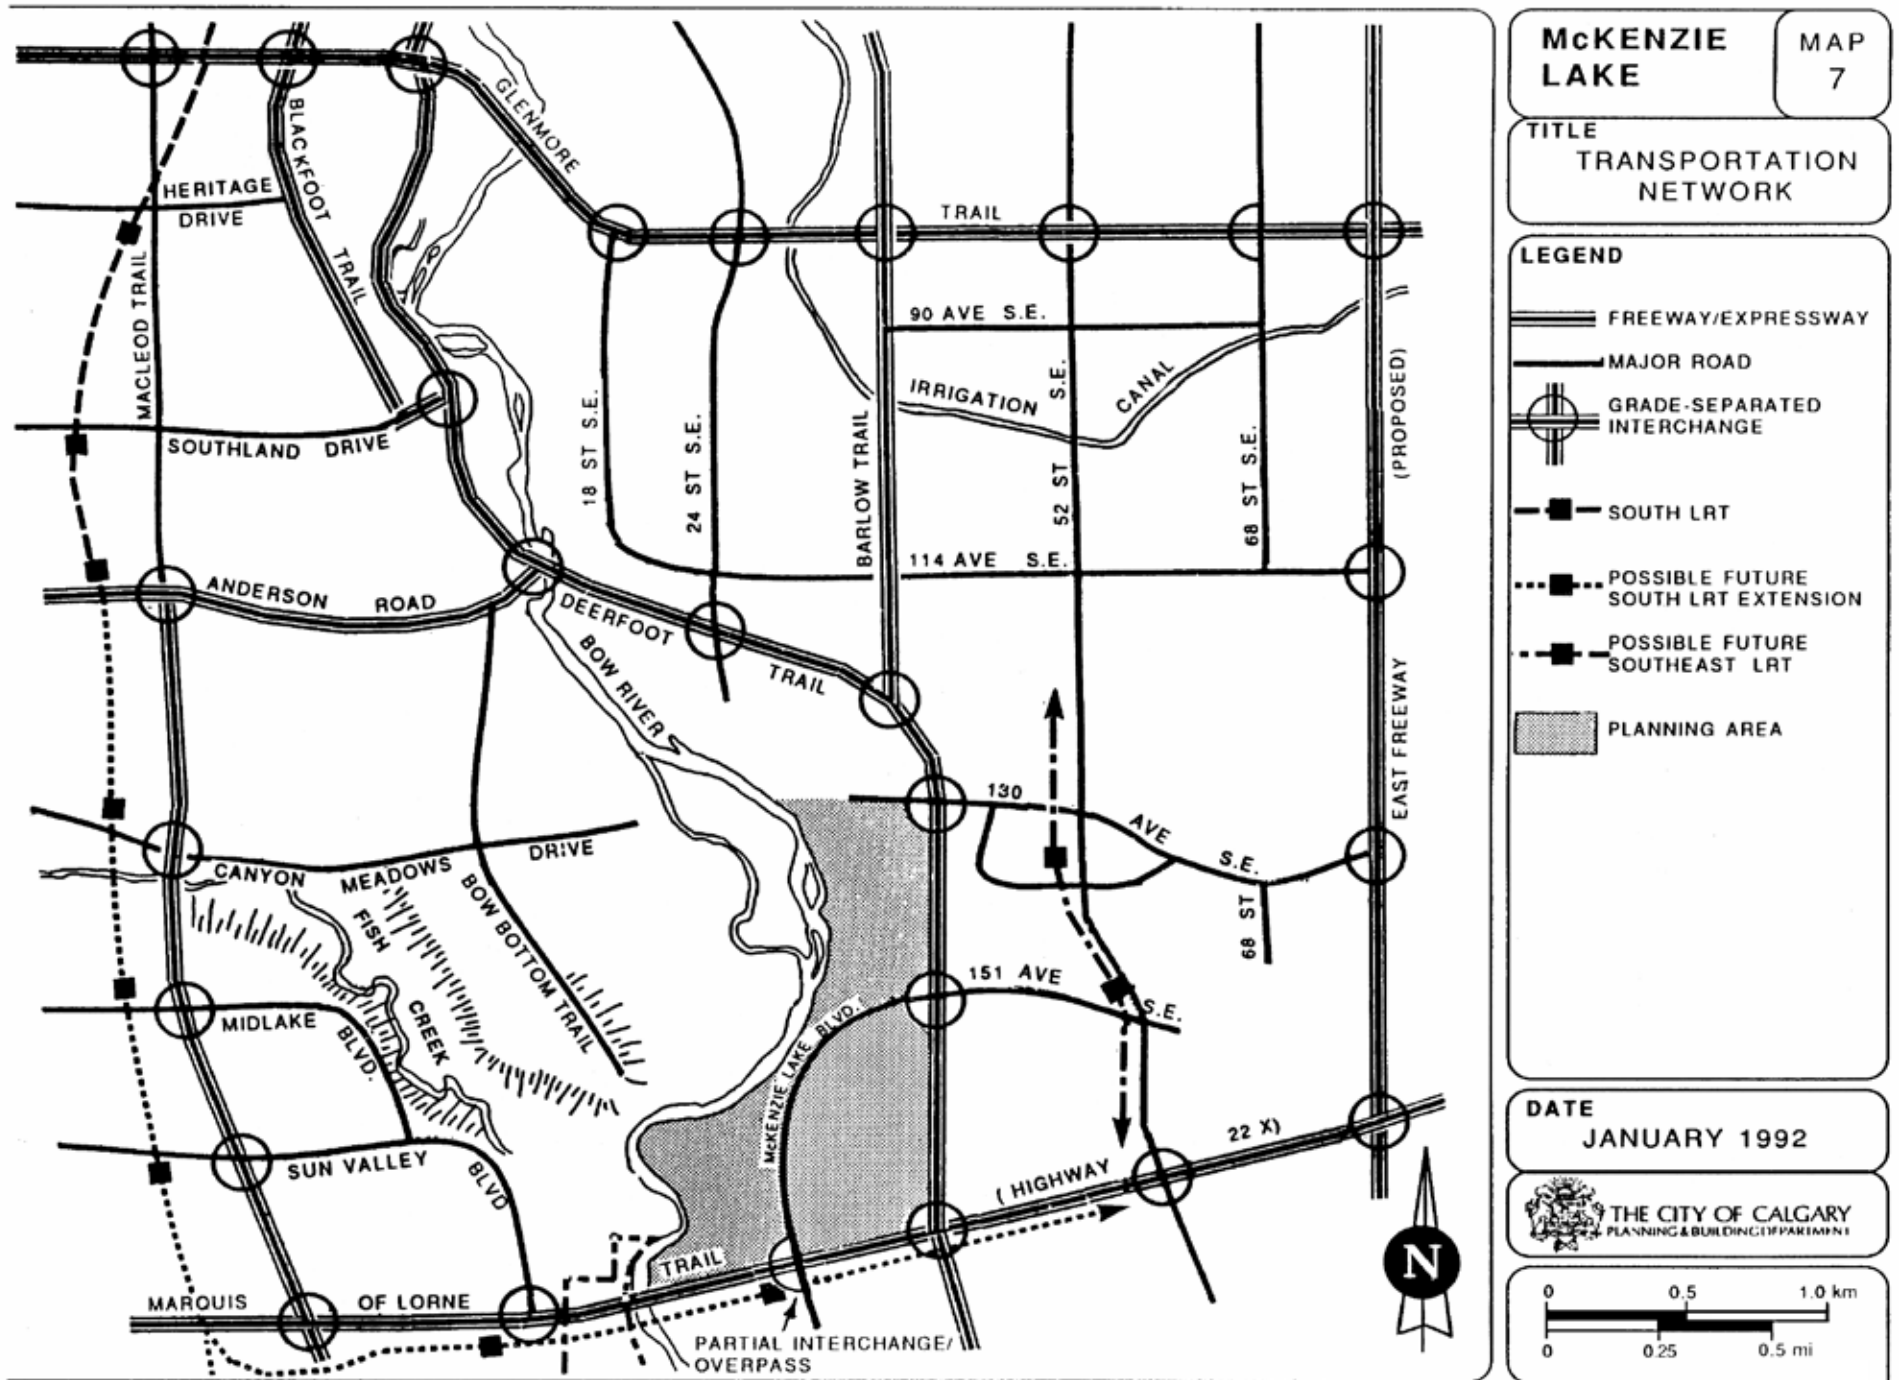 McKENZIE
LAKE
MAP
7
TITLE
TRANSPORTATION
NETWORK
LEGEND
FREEWAY/EXPRESSWAY
MAJOR ROAD
GRADE-SEPARATED
INTERCHANGE
SOUTH LRT
POSSIBLE FUTURE
SOUTH LRT EXTENSION
POSSIBLE FUTURE
SOUTHEAST LRT
PLANNING AREA
DATE
JANUARY 1992
THE CITY OF CALGARY
PLANNING & BUILDING DEPARTMENT
0 0.5 1.0 km
0 0.25 0.5 mi
N
GLENMORE
TRAIL
BLACKFOOT
TRAIL
HERITAGE
DRIVE
MACLEOD TRAIL
SOUTHLAND DRIVE
18 ST S.E.
24 ST S.E.
BARLOW TRAIL
90 AVE S.E.
IRRIGATION
CANAL
52 ST S.E.
68 ST S.E.
(PROPOSED)
EAST FREEWAY
114 AVE S.E.
ANDERSON ROAD
DEERFOOT
TRAIL
BOW RIVER
130 AVE S.E.
68 ST
CANYON MEADOWS DRIVE
BOW BOTTOM TRAIL
FISH
CREEK
MIDLAKE
BLVD.
151 AVE S.E.
McKENZIE LAKE BLVD.
SUN VALLEY
BLVD
MARQUIS OF LORNE TRAIL
( HIGHWAY 22 X)
PARTIAL INTERCHANGE/
OVERPASS